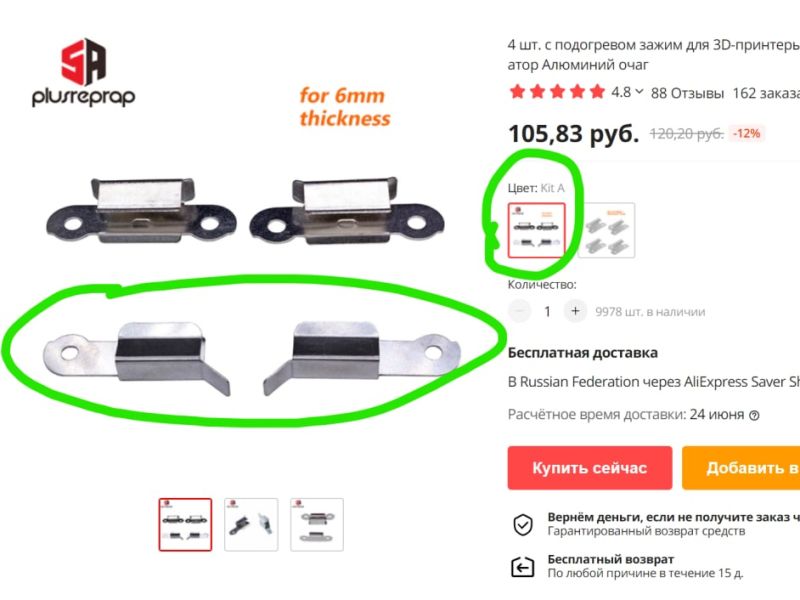 SA
plusreprap
for 6mm
thickness
4 шт. с подогревом зажим для 3D-принтеры
атор Алюминий очаг
4.8 88 Отзывы 162 заказа
105,83 руб. 120,20 руб. -12%
Цвет: Kit A
Количество:
1 + 9978 шт. в наличии
Бесплатная доставка
В Russian Federation через AliExpress Saver Sh
Расчётное время доставки: 24 июня
Купить сейчас
Добавить в
Вернём деньги, если не получите заказ ч
Гарантированный возврат средств
Бесплатный возврат
По любой причине в течение 15 д.